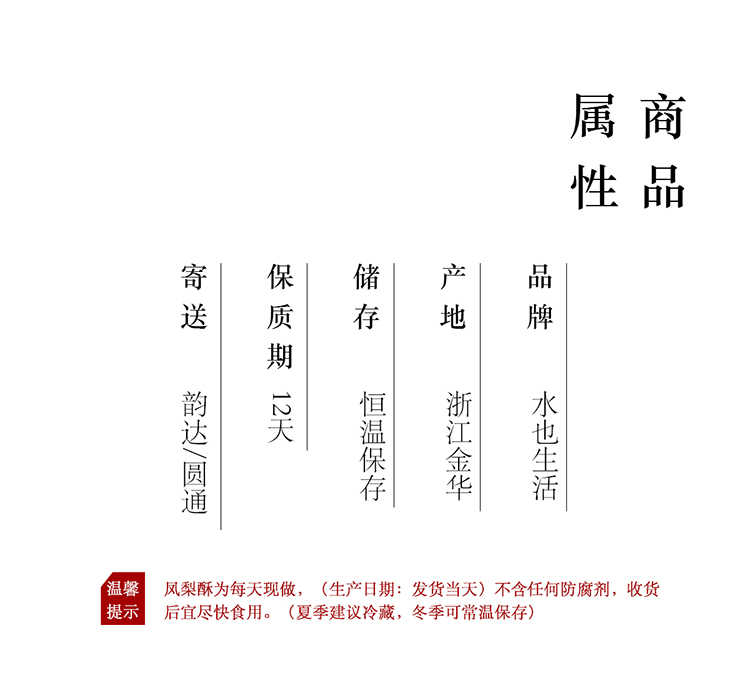 商品
属性
品牌 水也生活
产地 浙江金华
储存 恒温保存
保质期 12天
寄送 韵达/圆通
温馨
提示
凤梨酥为每天现做，（生产日期：发货当天）不含任何防腐剂，收货
后宜尽快食用。（夏季建议冷藏，冬季可常温保存）